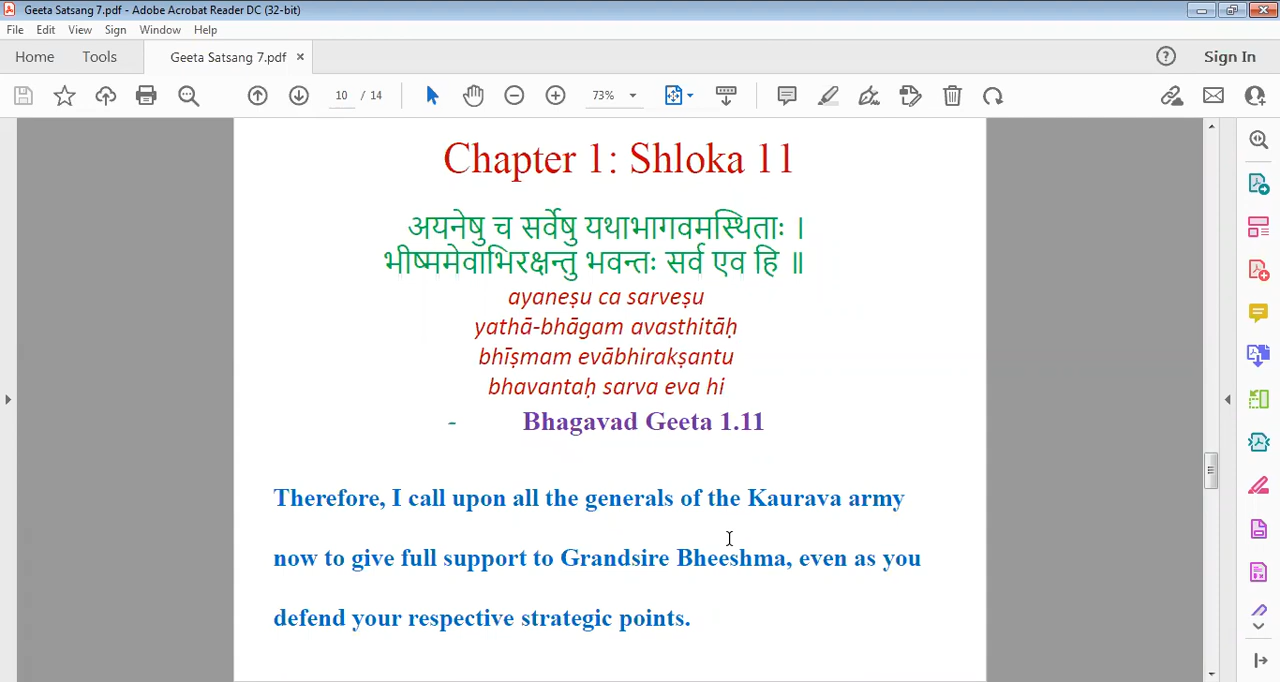 Geeta Satsang 7.pdf - Adobe Acrobat Reader DC (32-bit)
File Edit View Sign Window Help
Home Tools Geeta Satsang 7.pdf × Sign In
10 / 14 73%
Chapter 1: Shloka 11
अयनेषु च सर्वेषु यथाभागवमस्थिताः ।
भीष्ममेवाभिरक्षन्तु भवन्तः सर्व एव हि ॥
ayaneṣu ca sarveṣu
yathā-bhāgam avasthitāḥ
bhīṣmam evābhirakṣantu
bhavantaḥ sarva eva hi
- Bhagavad Geeta 1.11
Therefore, I call upon all the generals of the Kaurava army
now to give full support to Grandsire Bheeshma, even as you
defend your respective strategic points.